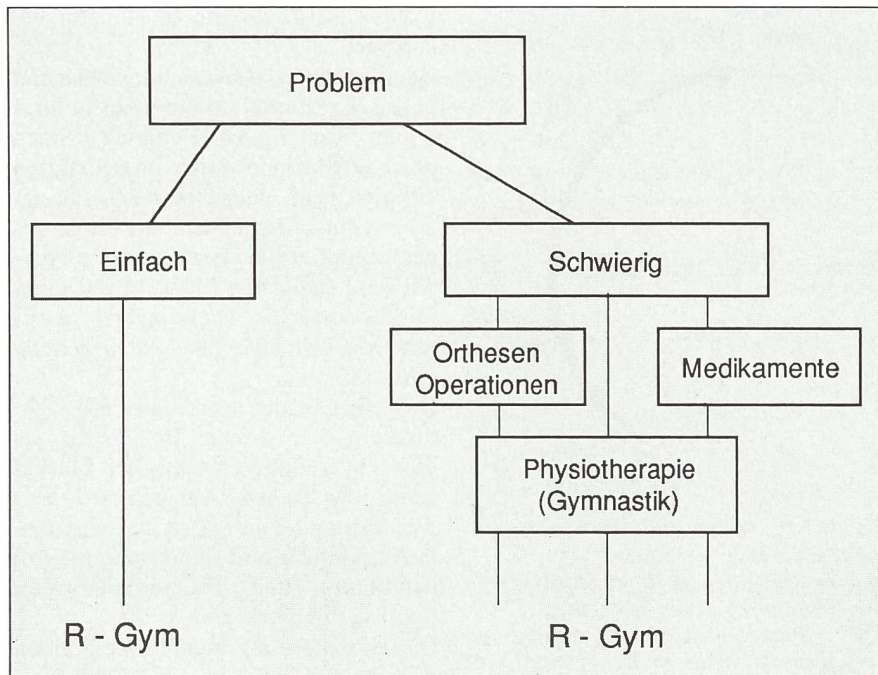 Problem
Einfach
Schwierig
Orthesen
Operationen
Medikamente
Physiotherapie
(Gymnastik)
R - Gym
R - Gym